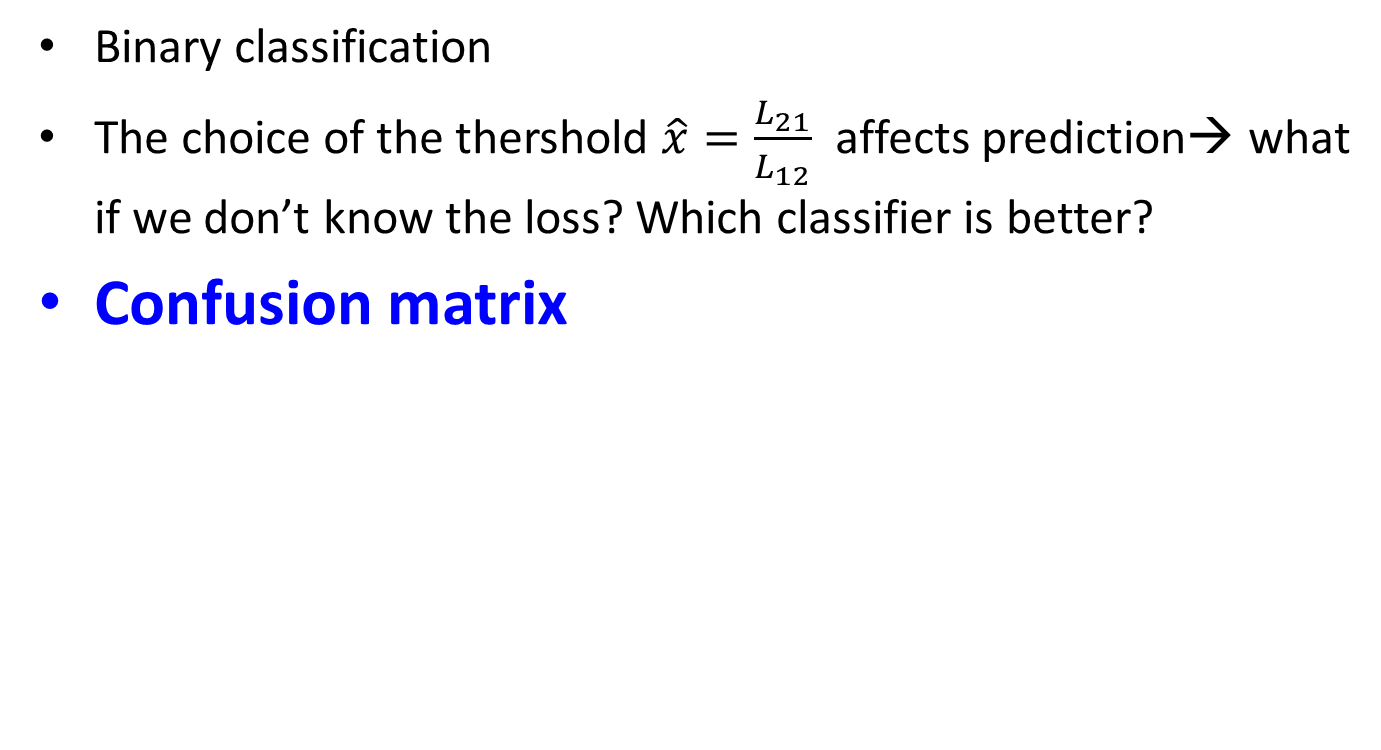 • Binary classification
• The choice of the thershold x̂ = L₂₁/L₁₂ affects prediction→ what
if we don’t know the loss? Which classifier is better?
• Confusion matrix